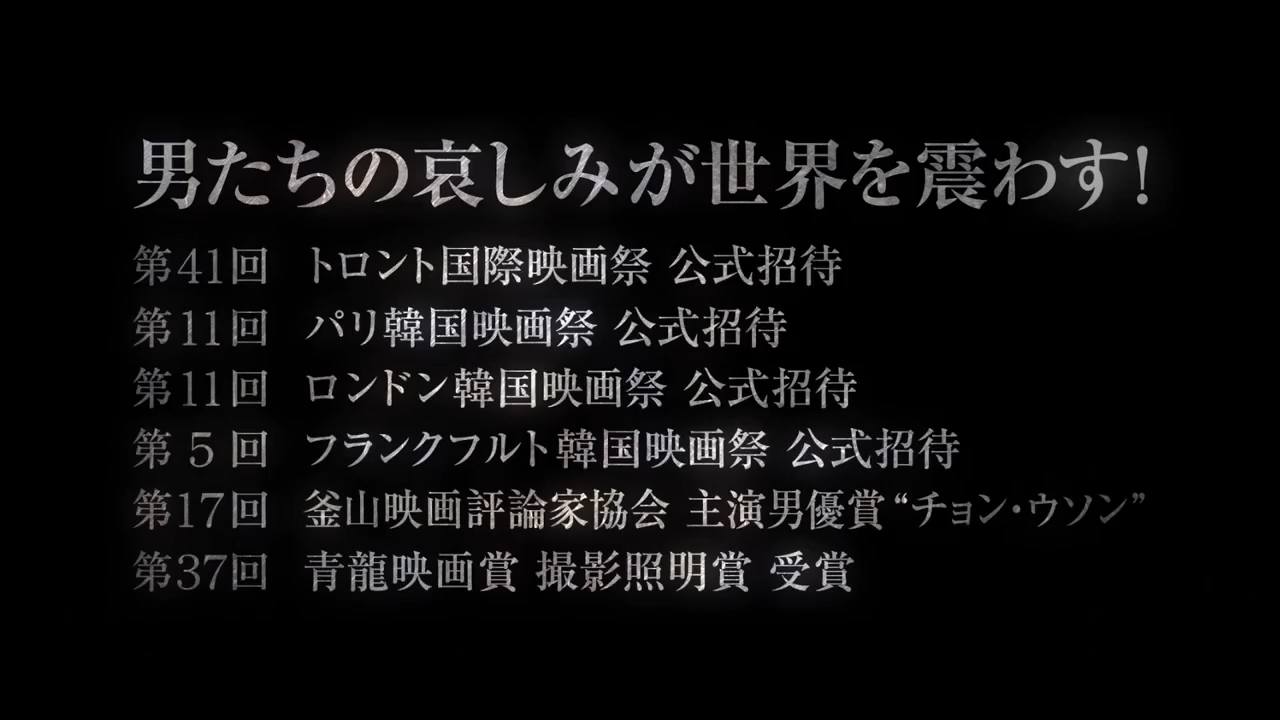 男たちの哀しみが世界を震わす!
第41回 トロント国際映画祭 公式招待
第11回 パリ韓国映画祭 公式招待
第11回 ロンドン韓国映画祭 公式招待
第5回 フランクフルト韓国映画祭 公式招待
第17回 釜山映画評論家協会 主演男優賞“チョン・ウソン”
第37回 青龍映画賞 撮影照明賞 受賞